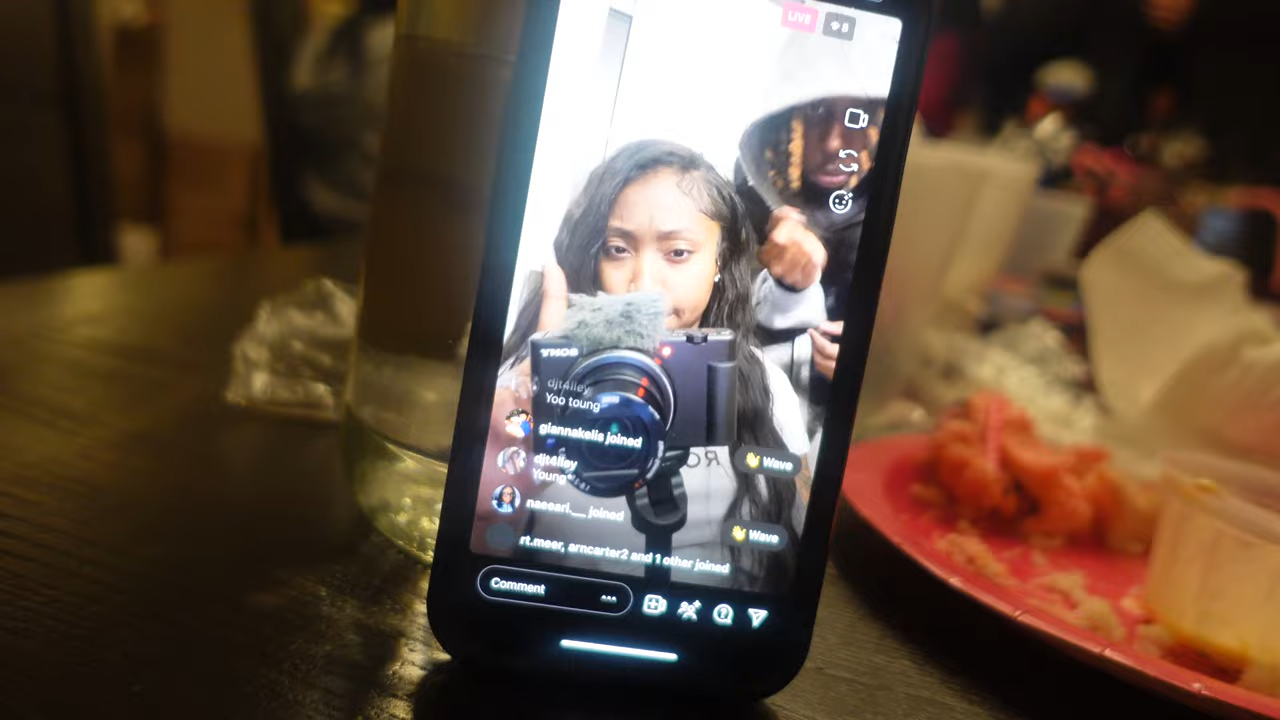 LIVE
8
SONY
djt4lley
Yoo toung
giannakelis joined
djt4lley
Wave
naeeari.__ joined
Wave
rt.meer, arncarter2 and 1 other joined
Comment